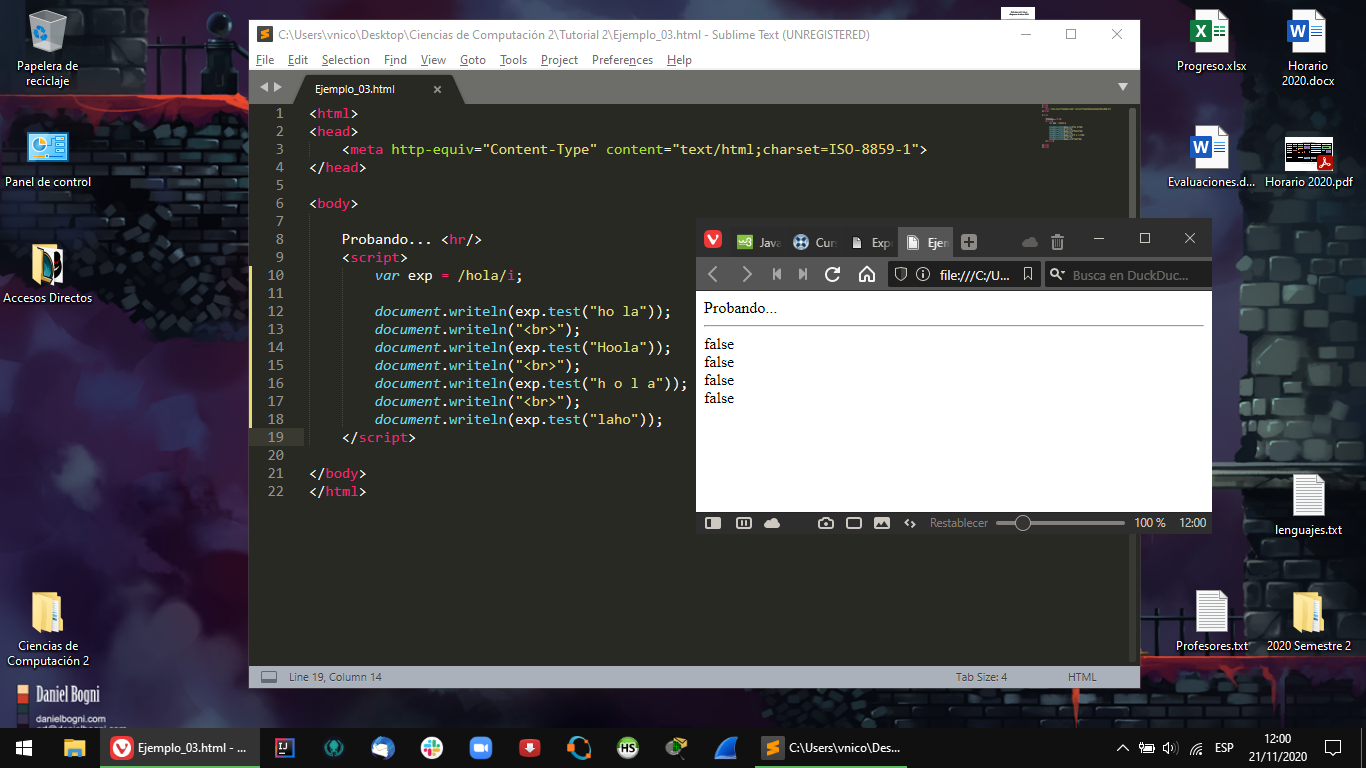 Papelera de
reciclaje
Panel de control
Accesos Directos
Ciencias de
Computación 2
Daniel Bogni
danielbogni.com
C:\Users\vnico\Desktop\Ciencias de Computación 2\Tutorial 2\Ejemplo_03.html - Sublime Text (UNREGISTERED)
File Edit Selection Find View Goto Tools Project Preferences Help
Ejemplo_03.html
1 <html>
2 <head>
3 <meta http-equiv="Content-Type" content="text/html;charset=ISO-8859-1">
4 </head>
5
6 <body>
7
8 Probando... <hr/>
9 <script>
10 var exp = /hola/i;
11
12 document.writeln(exp.test("ho la"));
13 document.writeln("<br>");
14 document.writeln(exp.test("Hoola"));
15 document.writeln("<br>");
16 document.writeln(exp.test("h o l a"));
17 document.writeln("<br>");
18 document.writeln(exp.test("laho"));
19 </script>
20
21 </body>
22 </html>
Line 19, Column 14 Tab Size: 4 HTML
Java Cur Exp Ejem
file:///C:/U... Busca en DuckDuc...
Probando...
false
false
false
false
Restablecer 100 % 12:00
Progreso.xlsx
Horario
2020.docx
Evaluaciones.d...
Horario 2020.pdf
lenguajes.txt
Profesores.txt
2020 Semestre 2
Ejemplo_03.html - ...
IJ
HS
C:\Users\vnico\Des...
ESP
12:00
21/11/2020